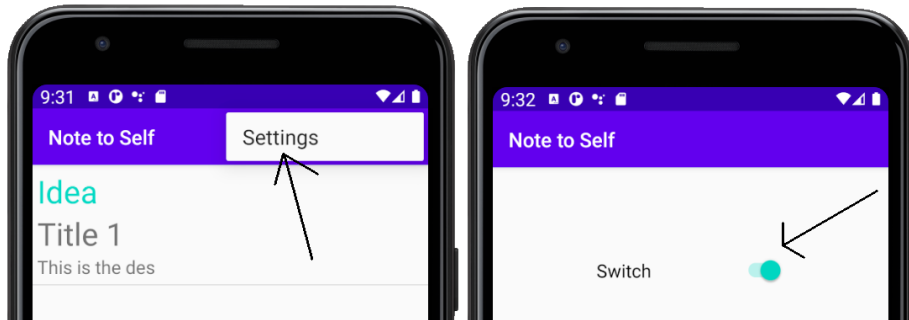 9:31
Note to Self
Settings
Idea
Title 1
This is the des
9:32
Note to Self
Switch